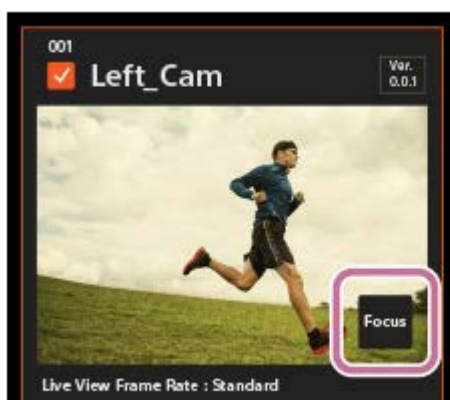 001
Left_Cam
Ver.
0.0.1
Focus
Live View Frame Rate : Standard